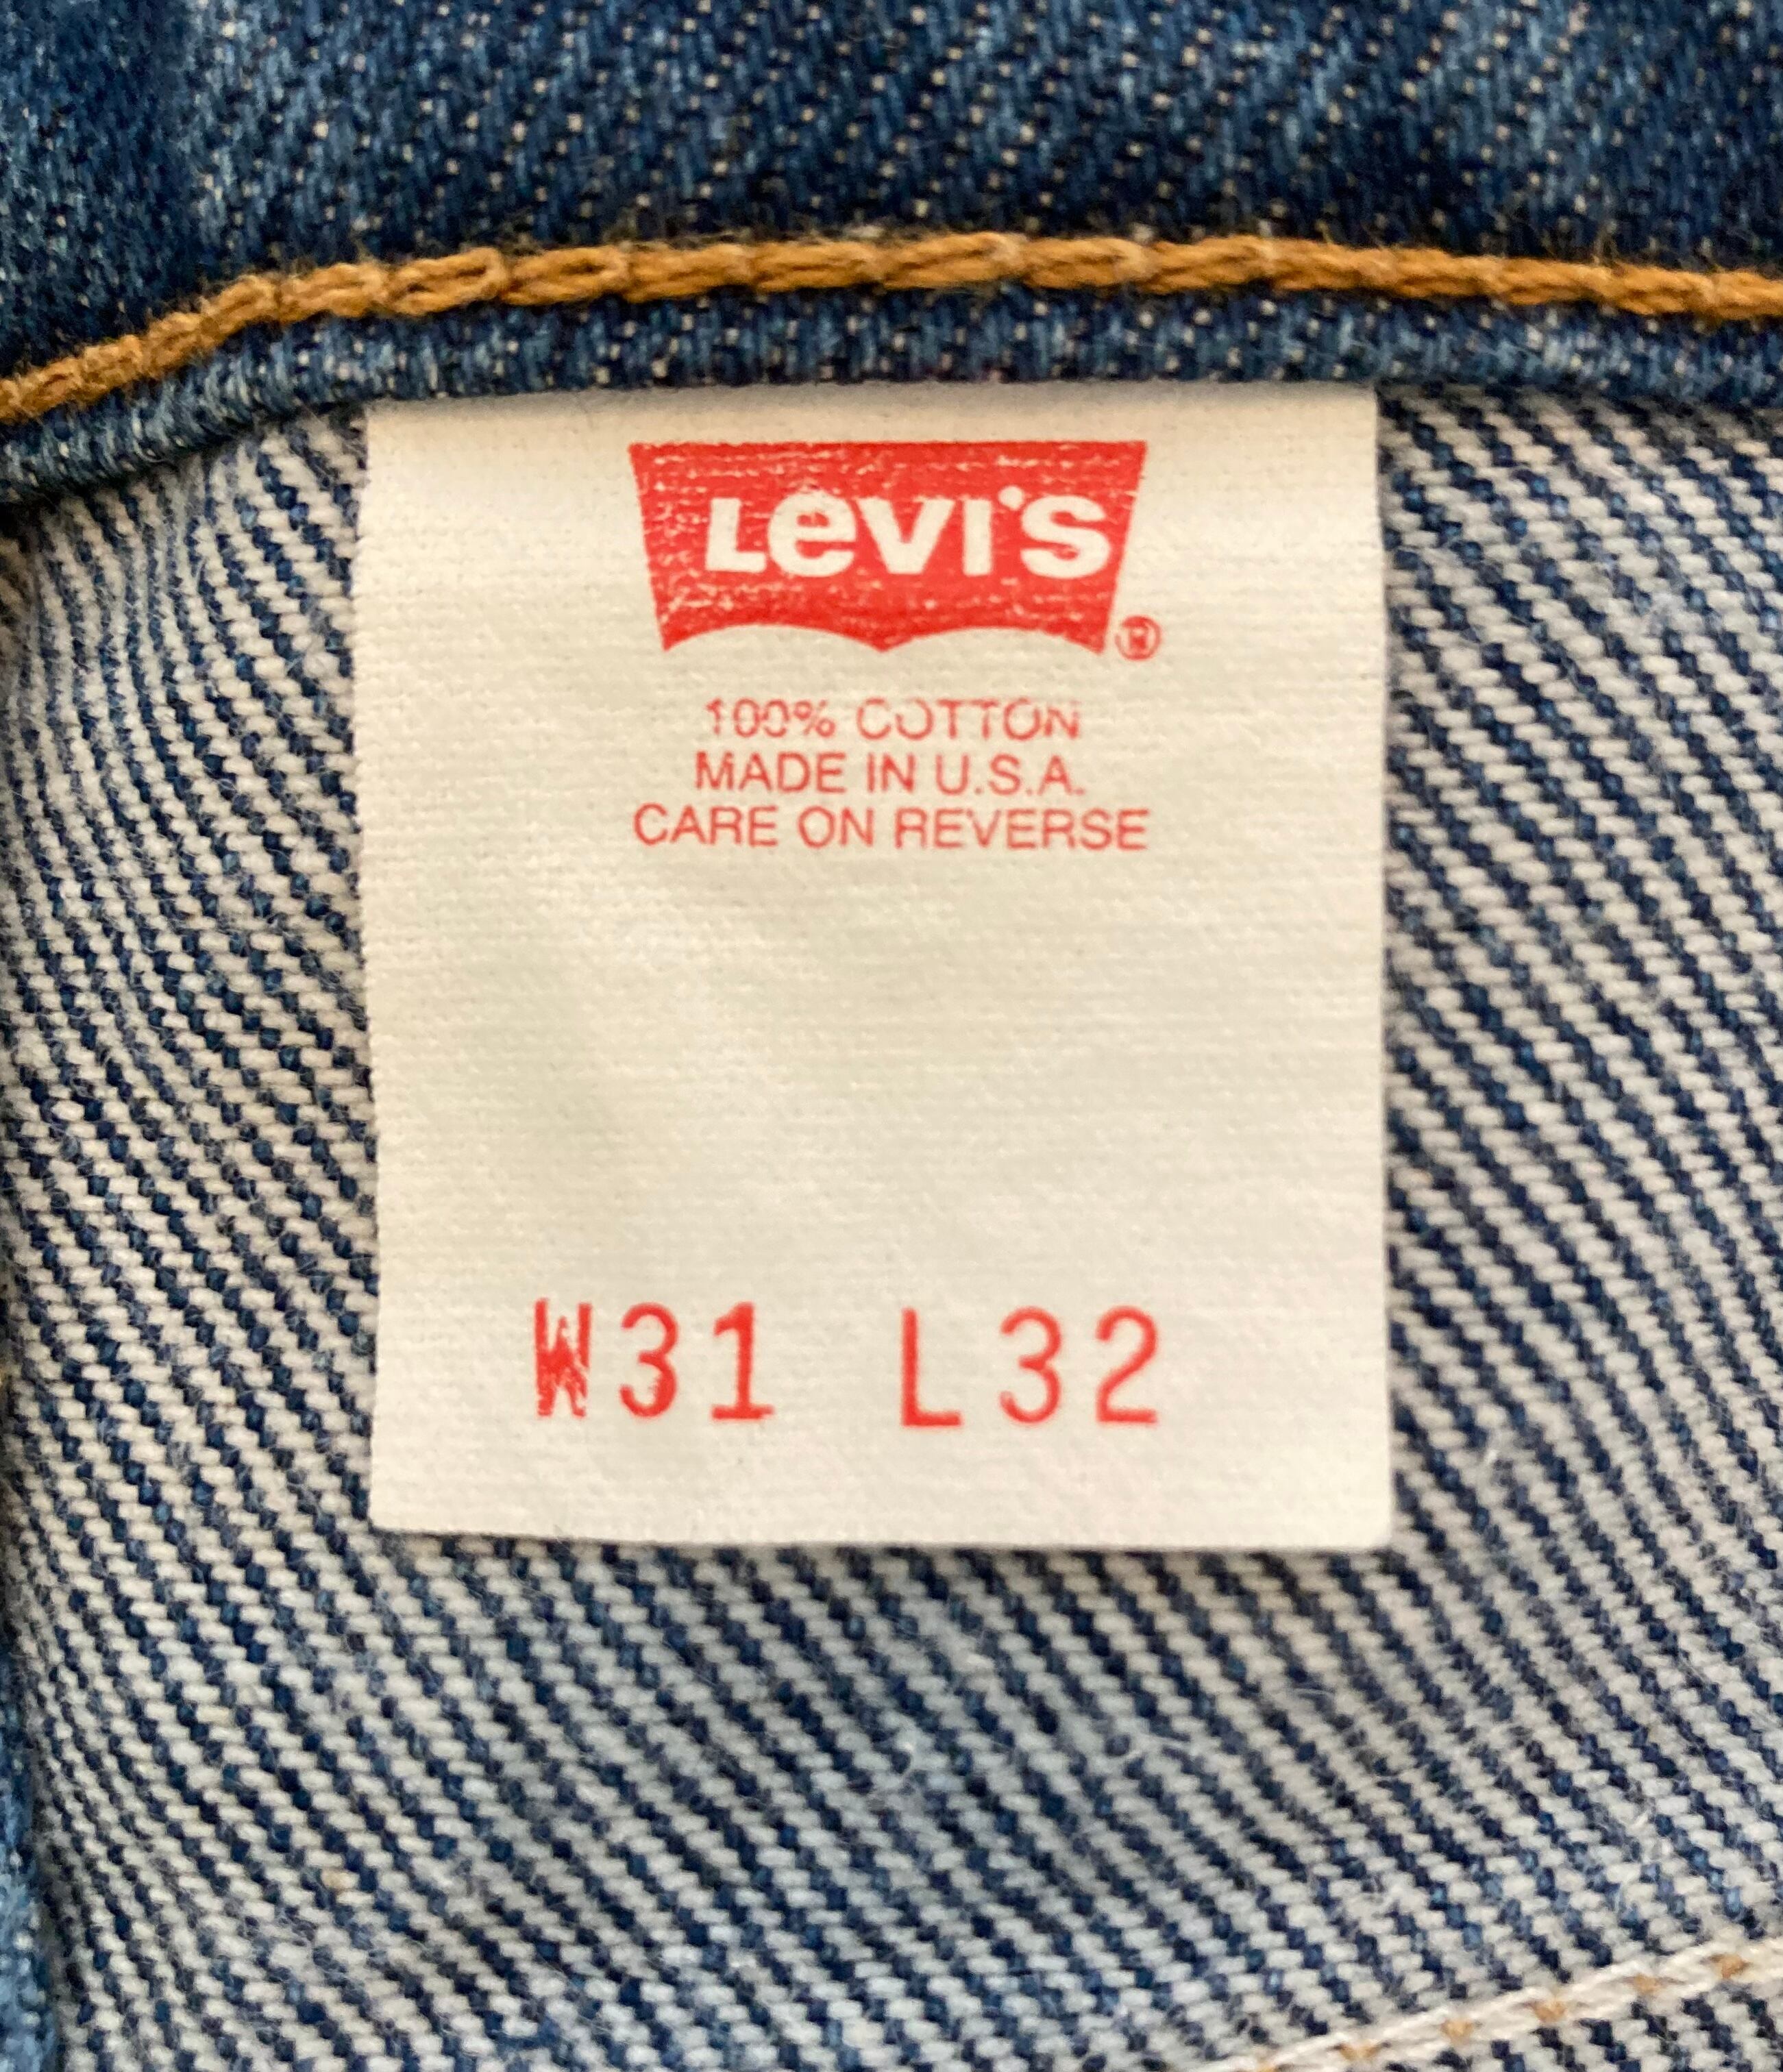 Levi's
®
100% COTTON
MADE IN U.S.A.
CARE ON REVERSE
W31 L32